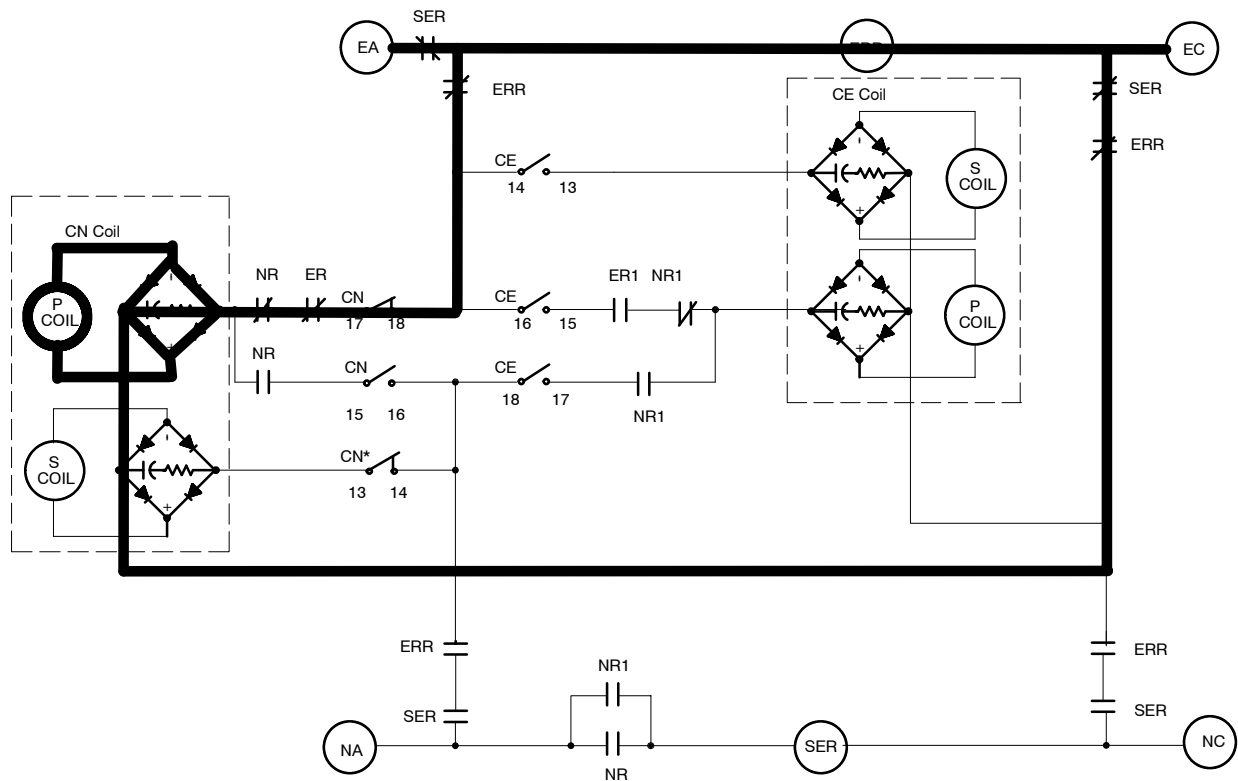 SER
EA
EC
ERR
CE Coil
SER
ERR
CE
14 13
S
COIL
CN Coil
NR ER
CN
17 18
P
COIL
CE
16 15
ER1 NR1
P
COIL
NR
CN
15 16
CE
18 17
NR1
S
COIL
CN*
13 14
ERR
ERR
NR1
SER
SER
NA
SER
NC
NR